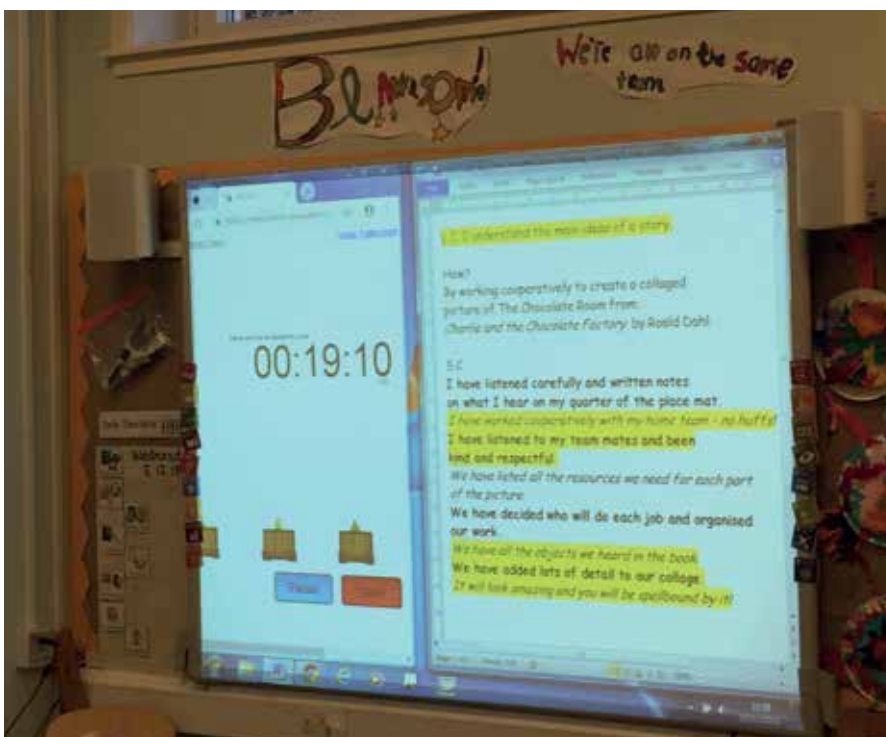 Be Awesome!
We're all on the same
team
00:19:10
Pause
L.I. I understand the main ideas of a story.
How?
By working cooperatively to create a collaged
picture of The Chocolate Room from
Charlie and the Chocolate Factory by Roald Dahl
S.C
I have listened carefully and written notes
on what I hear on my quarter of the place mat.
I have worked cooperatively with my home team - no huffs!
I have listened to my team mates and been
kind and respectful.
We have listed all the resources we need for each part
of the picture
We have decided who will do each job and organised
our work.
We have all the objects we heard in the book.
We have added lots of detail to our collage.
It will look amazing and you will be spellbound by it!
Wednesday